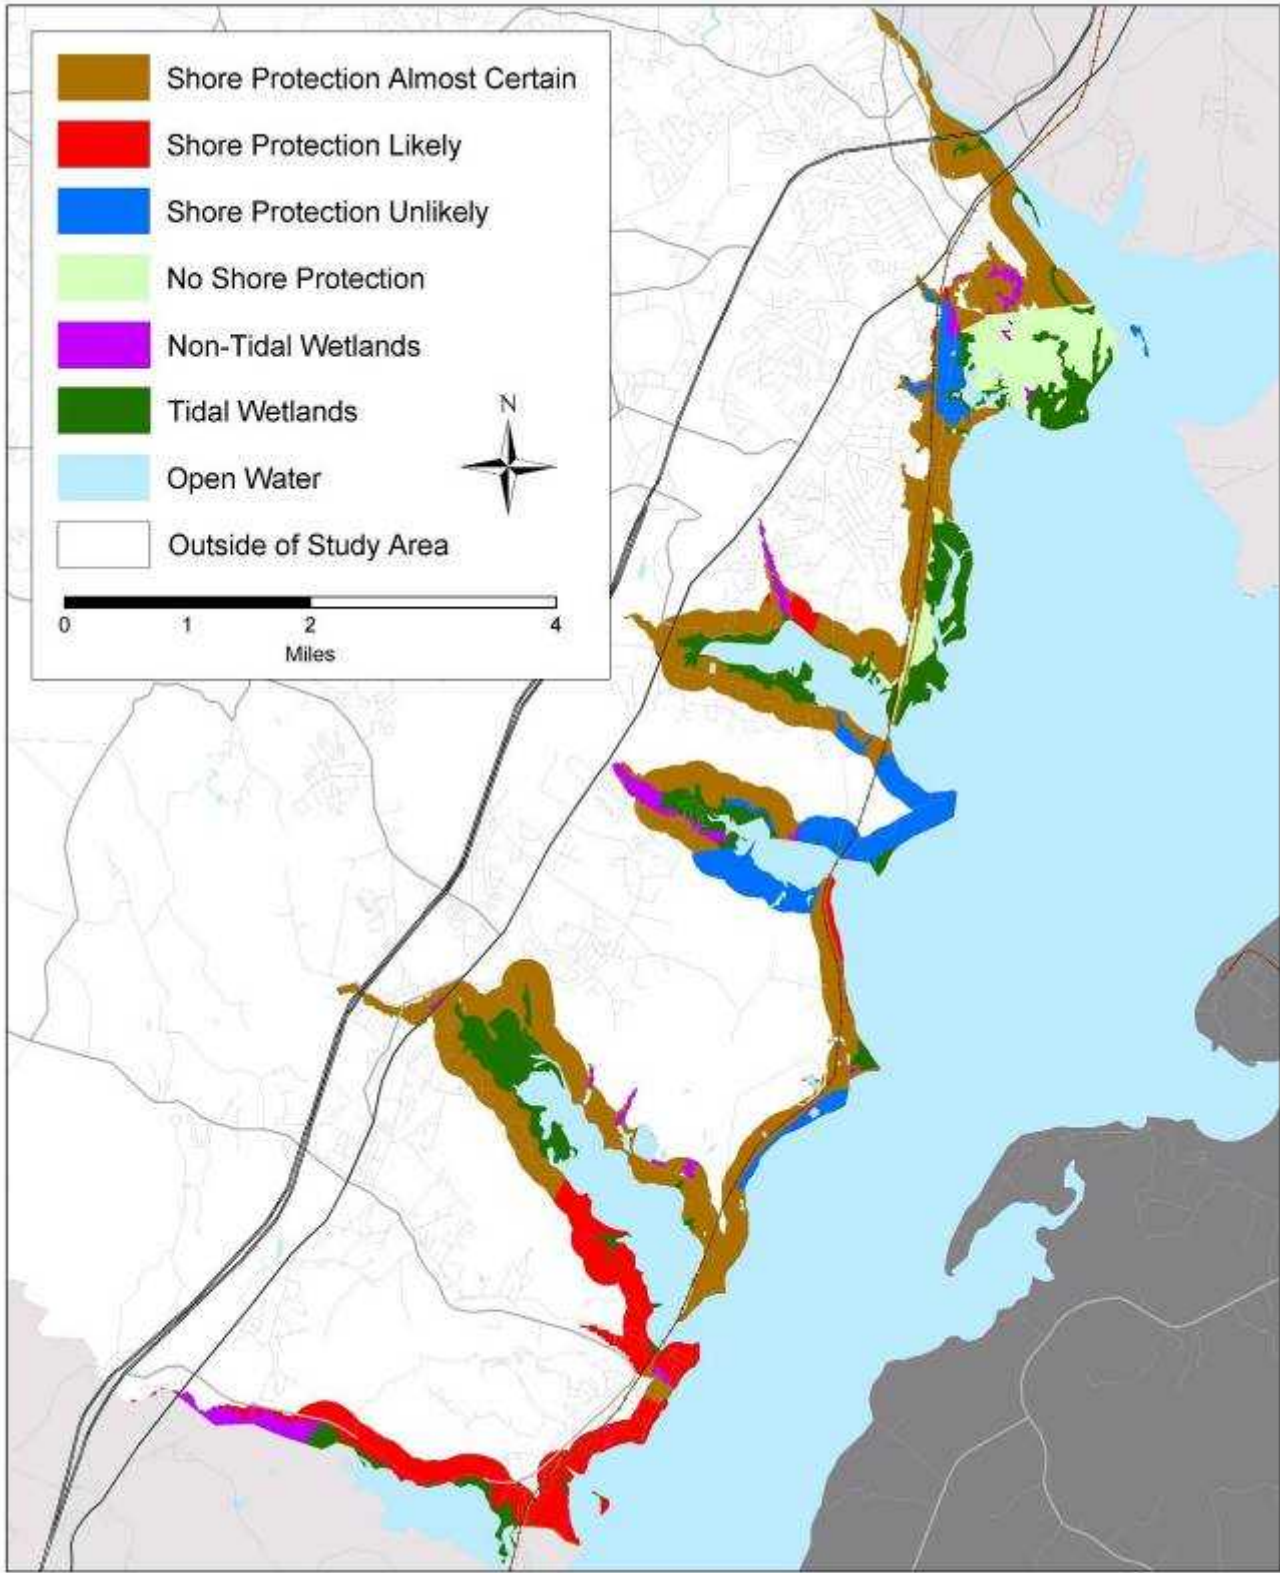 Shore Protection Almost Certain
Shore Protection Likely
Shore Protection Unlikely
No Shore Protection
Non-Tidal Wetlands
Tidal Wetlands
N
Open Water
Outside of Study Area
0 1 2 4
Miles